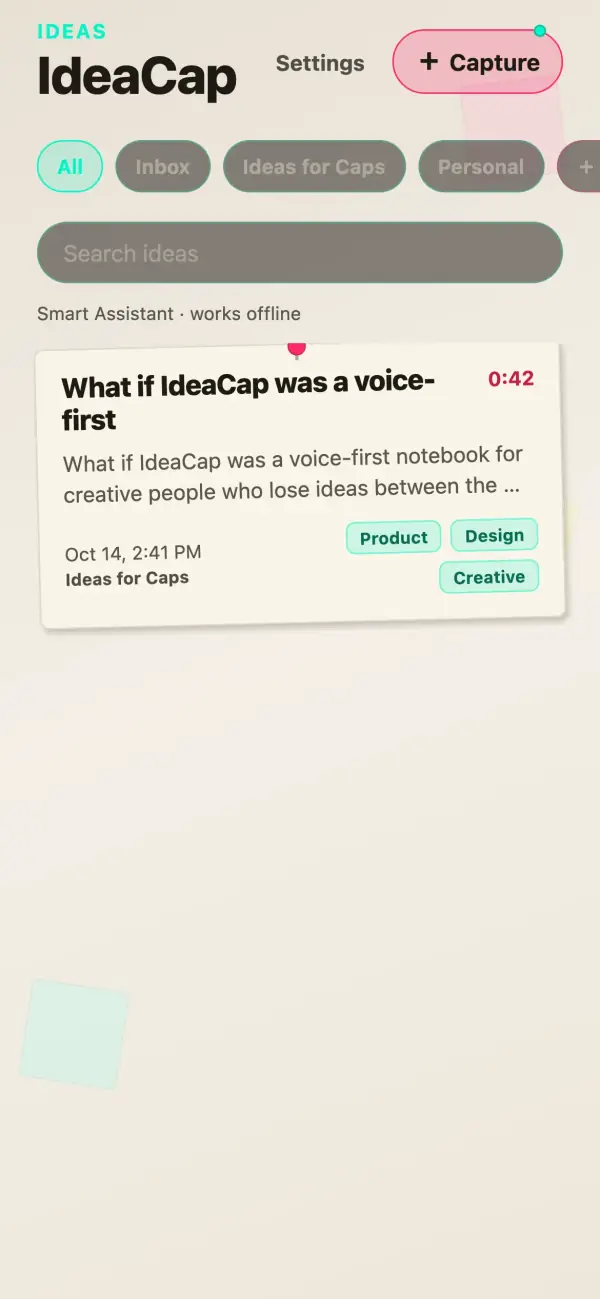 IDEAS
IdeaCap
Settings
+ Capture
All
Inbox
Ideas for Caps
Personal
+
Search ideas
Smart Assistant · works offline
What if IdeaCap was a voice-
first
0:42
What if IdeaCap was a voice-first notebook for
creative people who lose ideas between the ...
Oct 14, 2:41 PM
Ideas for Caps
Product
Design
Creative